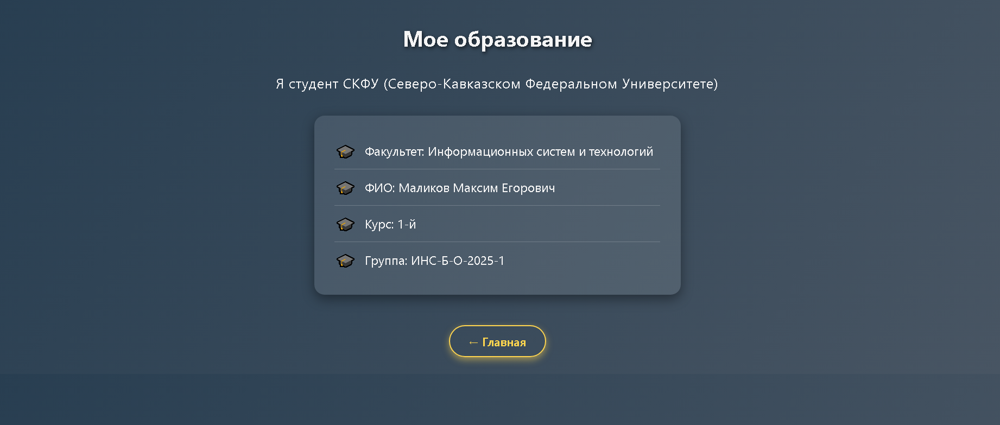 Мое образование
Я студент СКФУ (Северо-Кавказском Федеральном Университете)
Факультет: Информационных систем и технологий
ФИО: Маликов Максим Егорович
Курс: 1-й
Группа: ИНС-Б-О-2025-1
← Главная